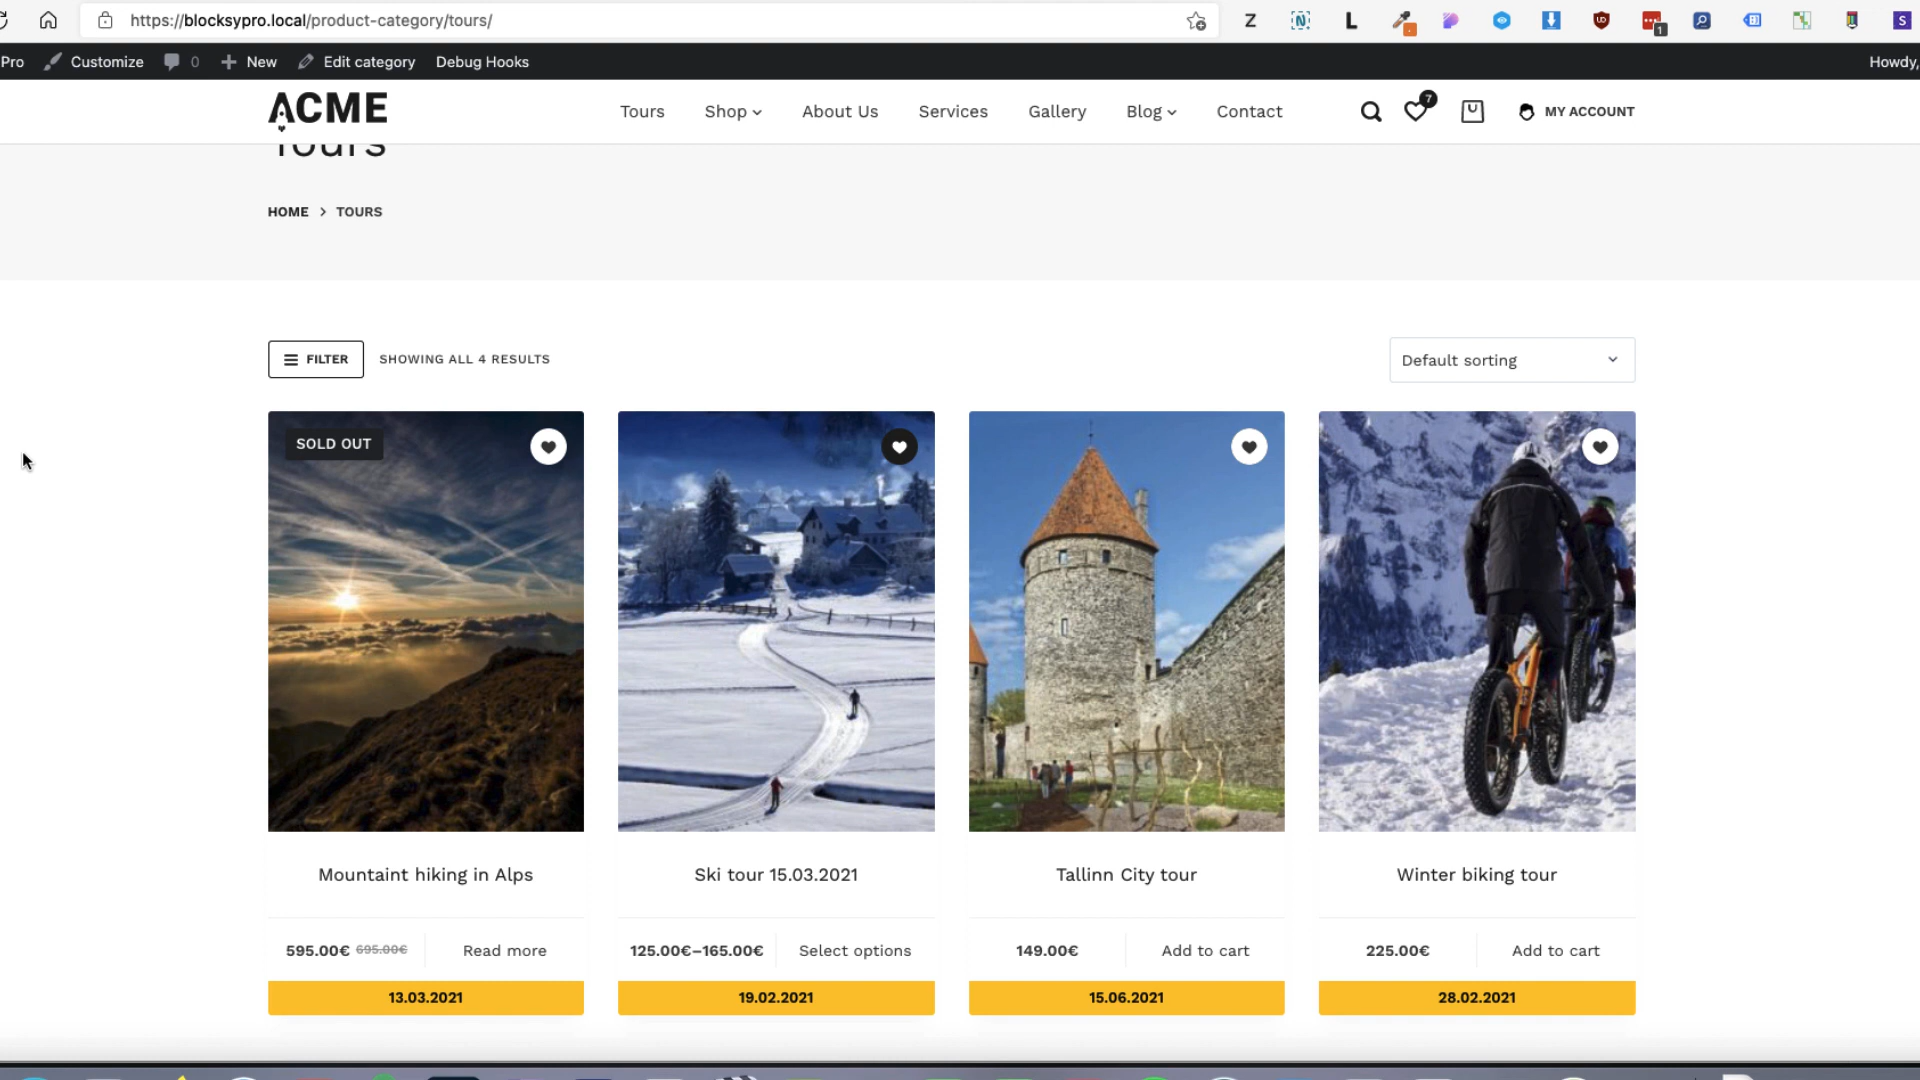 https://blocksypro.local/product-category/tours/
Z N L UD 1 S
Pro Customize 0 New Edit category Debug Hooks Howdy,
ACME Tours Shop About Us Services Gallery Blog Contact 7 MY ACCOUNT
Tours
HOME > TOURS
FILTER SHOWING ALL 4 RESULTS Default sorting
SOLD OUT
Mountaint hiking in Alps Ski tour 15.03.2021 Tallinn City tour Winter biking tour
595.00€ 695.00€ Read more 125.00€–165.00€ Select options 149.00€ Add to cart 225.00€ Add to cart
13.03.2021 19.02.2021 15.06.2021 28.02.2021